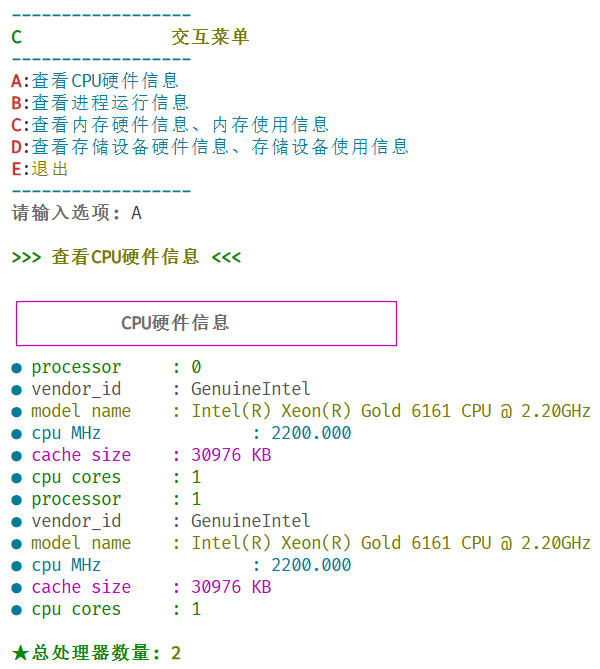 ------------------
C               交互菜单
------------------
A:查看CPU硬件信息
B:查看进程运行信息
C:查看内存硬件信息、内存使用信息
D:查看存储设备硬件信息、存储设备使用信息
E:退出
------------------
请输入选项：A
>>> 查看CPU硬件信息 <<<
CPU硬件信息
● processor     : 0
● vendor_id     : GenuineIntel
● model name    : Intel(R) Xeon(R) Gold 6161 CPU @ 2.20GHz
● cpu MHz               : 2200.000
● cache size    : 30976 KB
● cpu cores     : 1
● processor     : 1
● vendor_id     : GenuineIntel
● model name    : Intel(R) Xeon(R) Gold 6161 CPU @ 2.20GHz
● cpu MHz               : 2200.000
● cache size    : 30976 KB
● cpu cores     : 1
★总处理器数量：2